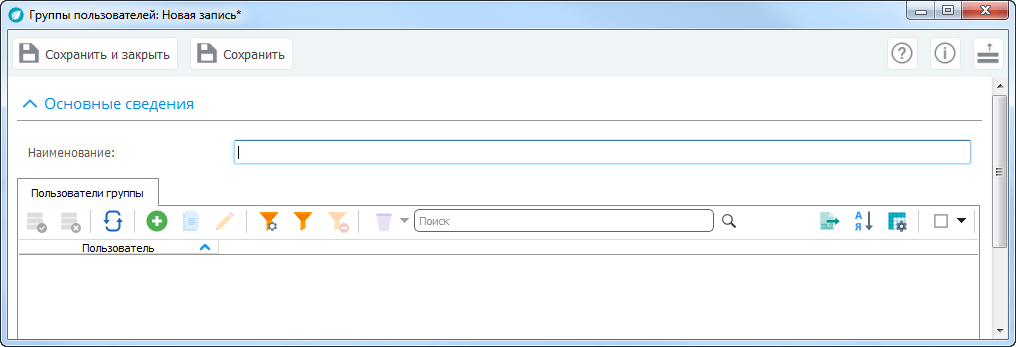 Группы пользователей: Новая запись*
Сохранить и закрыть Сохранить
Основные сведения
Наименование:
Пользователи группы
Поиск
А
Я
Пользователь